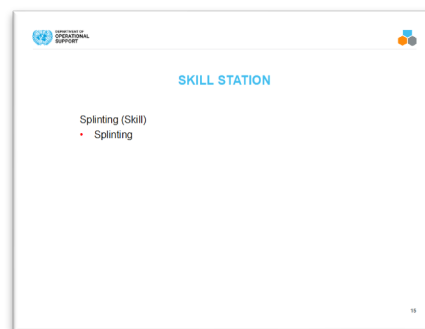 DEPARTMENT OF
OPERATIONAL
SUPPORT
SKILL STATION
Splinting (Skill)
• Splinting
15